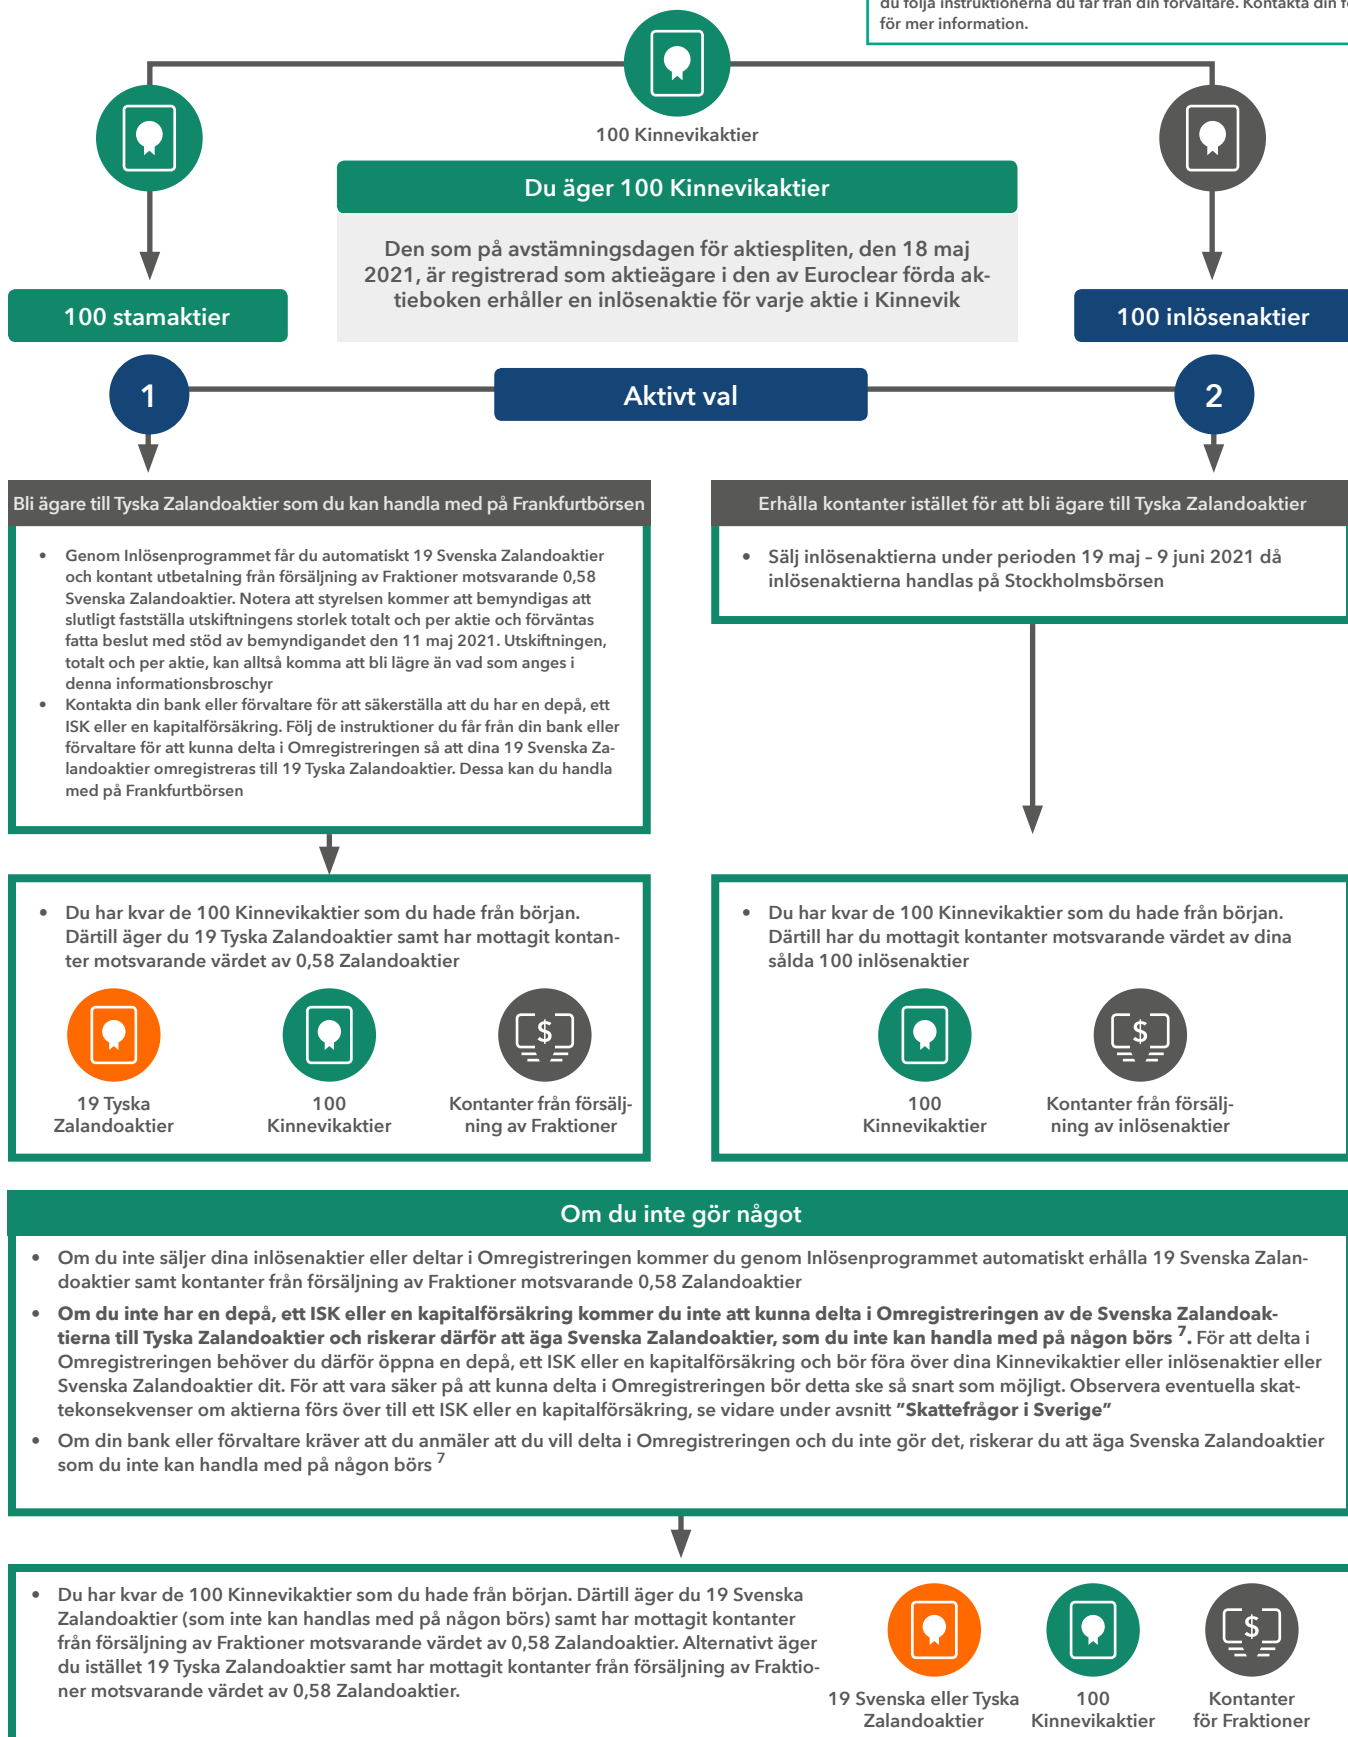 du följa instruktionerna du får från din förvaltare. Kontakta din
för mer information.
100 Kinnevikaktier
Du äger 100 Kinnevikaktier
Den som på avstämningsdagen för aktiespliten, den 18 maj
2021, är registrerad som aktieägare i den av Euroclear förda ak-
tieboken erhåller en inlösenaktie för varje aktie i Kinnevik
100 stamaktier
100 inlösenaktier
1
Aktivt val
2
Bli ägare till Tyska Zalandoaktier som du kan handla med på Frankfurtbörsen
• Genom Inlösenprogrammet får du automatiskt 19 Svenska Zalandoaktier
och kontant utbetalning från försäljning av Fraktioner motsvarande 0,58
Svenska Zalandoaktier. Notera att styrelsen kommer att bemyndigas att
slutligt fastställa utskiftningens storlek totalt och per aktie och förväntas
fatta beslut med stöd av bemyndigandet den 11 maj 2021. Utskiftningen,
totalt och per aktie, kan alltså komma att bli lägre än vad som anges i
denna informationsbroschyr
• Kontakta din bank eller förvaltare för att säkerställa att du har en depå, ett
ISK eller en kapitalförsäkring. Följ de instruktioner du får från din bank eller
förvaltare för att kunna delta i Omregistreringen så att dina 19 Svenska Za-
landoaktier omregistreras till 19 Tyska Zalandoaktier. Dessa kan du handla
med på Frankfurtbörsen
Erhålla kontanter istället för att bli ägare till Tyska Zalandoaktier
• Sälj inlösenaktierna under perioden 19 maj – 9 juni 2021 då
inlösenaktierna handlas på Stockholmsbörsen
• Du har kvar de 100 Kinnevikaktier som du hade från början.
Därtill äger du 19 Tyska Zalandoaktier samt har mottagit kontan-
ter motsvarande värdet av 0,58 Zalandoaktier
$
19 Tyska
Zalandoaktier
100
Kinnevikaktier
Kontanter från försälj-
ning av Fraktioner
• Du har kvar de 100 Kinnevikaktier som du hade från början.
Därtill har du mottagit kontanter motsvarande värdet av dina
sålda 100 inlösenaktier
$
100
Kinnevikaktier
Kontanter från försälj-
ning av inlösenaktier
Om du inte gör något
• Om du inte säljer dina inlösenaktier eller deltar i Omregistreringen kommer du genom Inlösenprogrammet automatiskt erhålla 19 Svenska Zalan-
doaktier samt kontanter från försäljning av Fraktioner motsvarande 0,58 Zalandoaktier
• Om du inte har en depå, ett ISK eller en kapitalförsäkring kommer du inte att kunna delta i Omregistreringen av de Svenska Zalandoak-
tierna till Tyska Zalandoaktier och riskerar därför att äga Svenska Zalandoaktier, som du inte kan handla med på någon börs 7. För att delta i
Omregistreringen behöver du därför öppna en depå, ett ISK eller en kapitalförsäkring och bör föra över dina Kinnevikaktier eller inlösenaktier eller
Svenska Zalandoaktier dit. För att vara säker på att kunna delta i Omregistreringen bör detta ske så snart som möjligt. Observera eventuella skat-
tekonsekvenser om aktierna förs över till ett ISK eller en kapitalförsäkring, se vidare under avsnitt ”Skattefrågor i Sverige”
• Om din bank eller förvaltare kräver att du anmäler att du vill delta i Omregistreringen och du inte gör det, riskerar du att äga Svenska Zalandoaktier
som du inte kan handla med på någon börs 7
• Du har kvar de 100 Kinnevikaktier som du hade från början. Därtill äger du 19 Svenska
Zalandoaktier (som inte kan handlas med på någon börs) samt har mottagit kontanter
från försäljning av Fraktioner motsvarande värdet av 0,58 Zalandoaktier. Alternativt äger
du istället 19 Tyska Zalandoaktier samt har mottagit kontanter från försäljning av Fraktio-
ner motsvarande värdet av 0,58 Zalandoaktier.
$
19 Svenska eller Tyska
Zalandoaktier
100
Kinnevikaktier
Kontanter
för Fraktioner